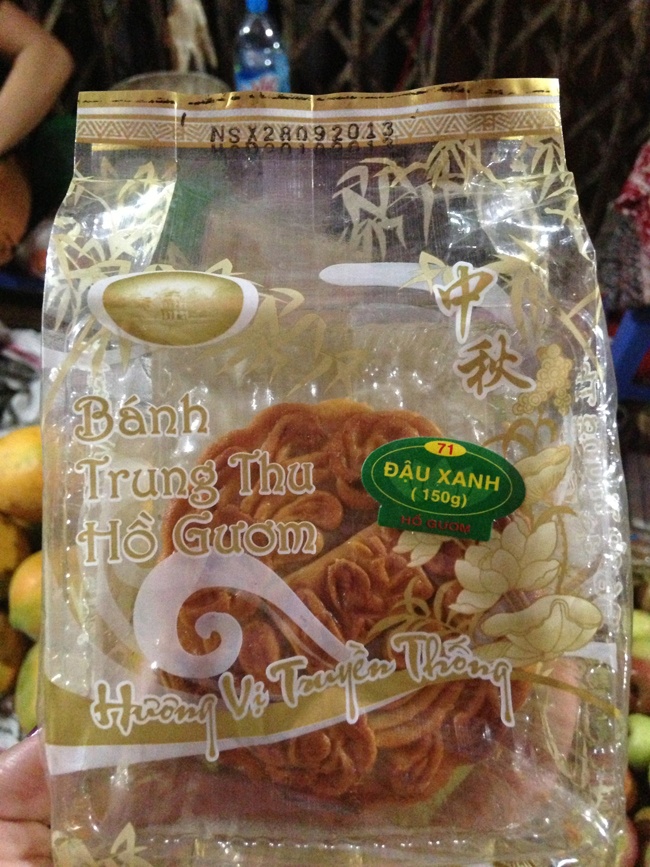 NSX28092013
中秋
Bánh
Trung Thu
Hồ Gươm
71
ĐẬU XANH
(150g)
HỒ GƯƠM
Hương Vị Truyền Thống